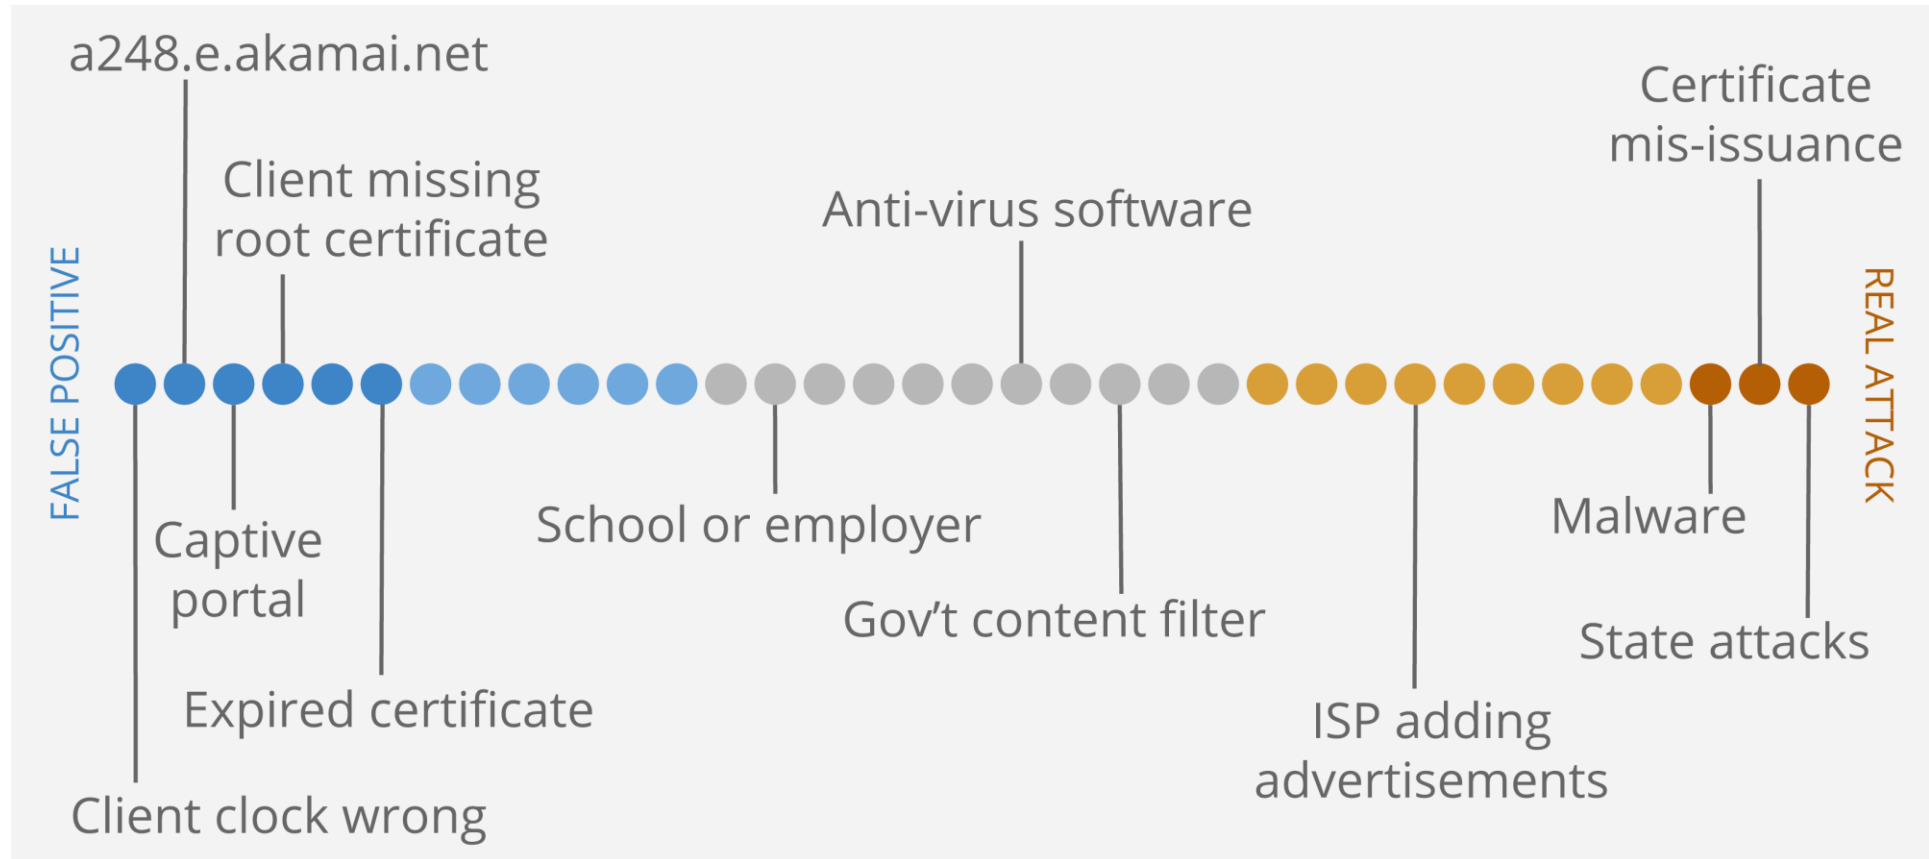 a248.e.akamai.net
Client missing
root certificate
Anti-virus software
Certificate
mis-issuance
FALSE POSITIVE
REAL ATTACK
Captive
portal
School or employer
Malware
Gov’t content filter
State attacks
Expired certificate
ISP adding
advertisements
Client clock wrong